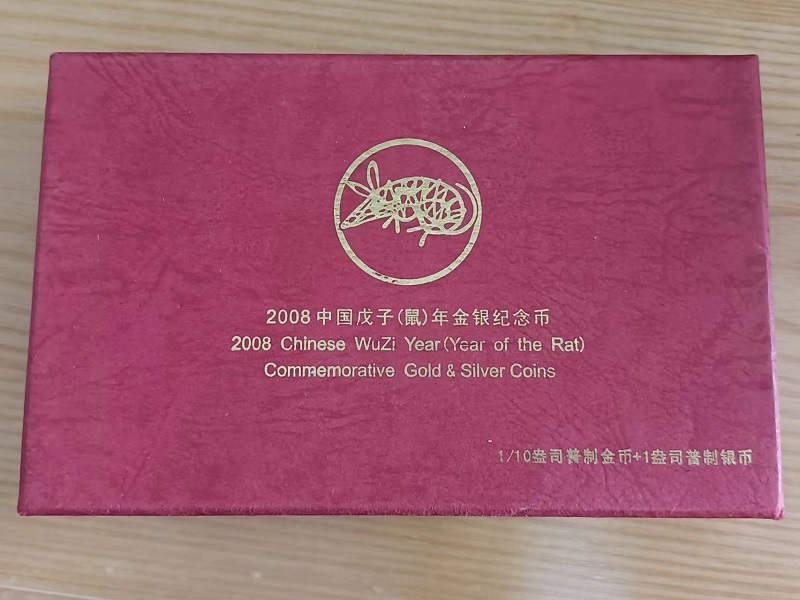 2008中国戊子(鼠)年金银纪念币
2008 Chinese WuZi Year(Year of the Rat)
Commemorative Gold & Silver Coins
1/10盎司普制金币+1盎司普制银币